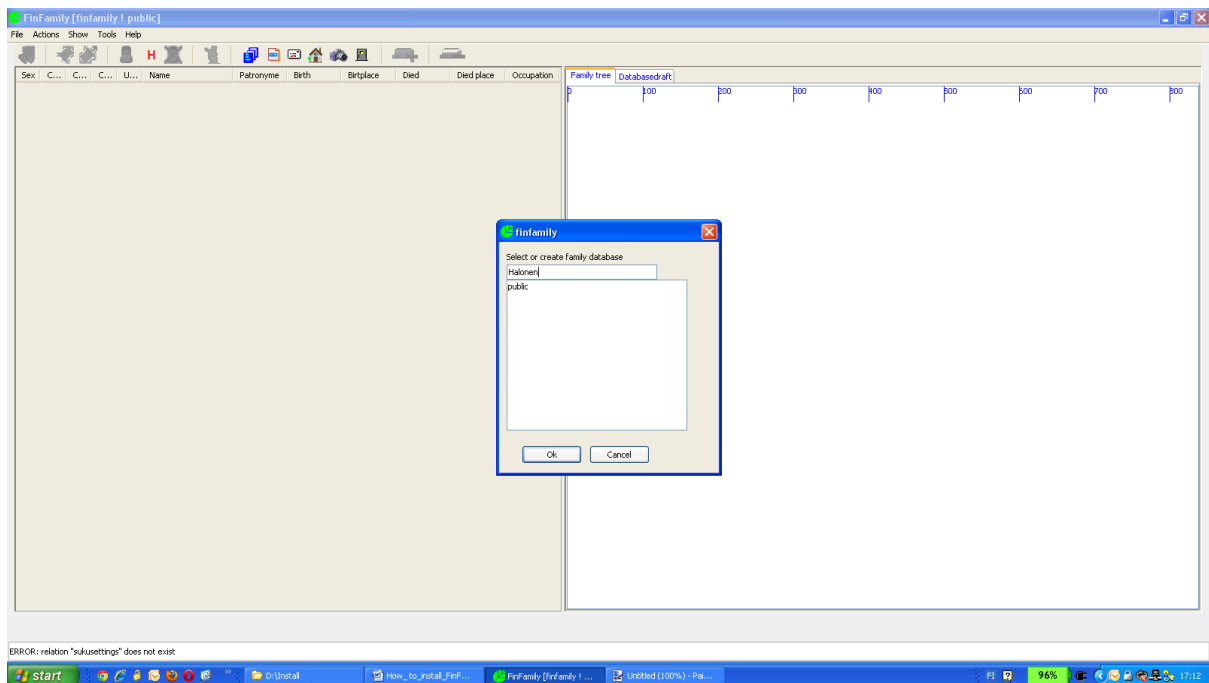 FinFamily [finfamily ! public]
File Actions Show Tools Help
H
Sex C... C... C... U... Name Patronyme Birth Birtplace Died Died place Occupation
Family tree Databasedraft
0 100 200 300 400 500 600 700 800
finfamily
Select or create family database
Halonen
public
Ok Cancel
ERROR: relation "sukusettings" does not exist
start D:\Install How_to_install_FinF... FinFamily [finfamily ! ... Untitled (100%) - Pai... FI ? 96% 17:12